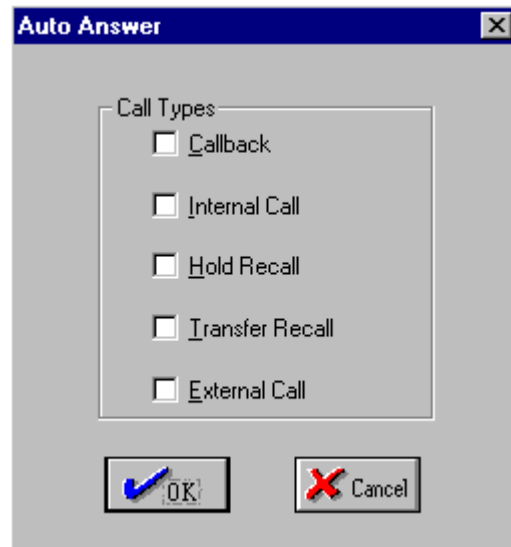 Auto Answer
Call Types
Callback
Internal Call
Hold Recall
Transfer Recall
External Call
OK
Cancel